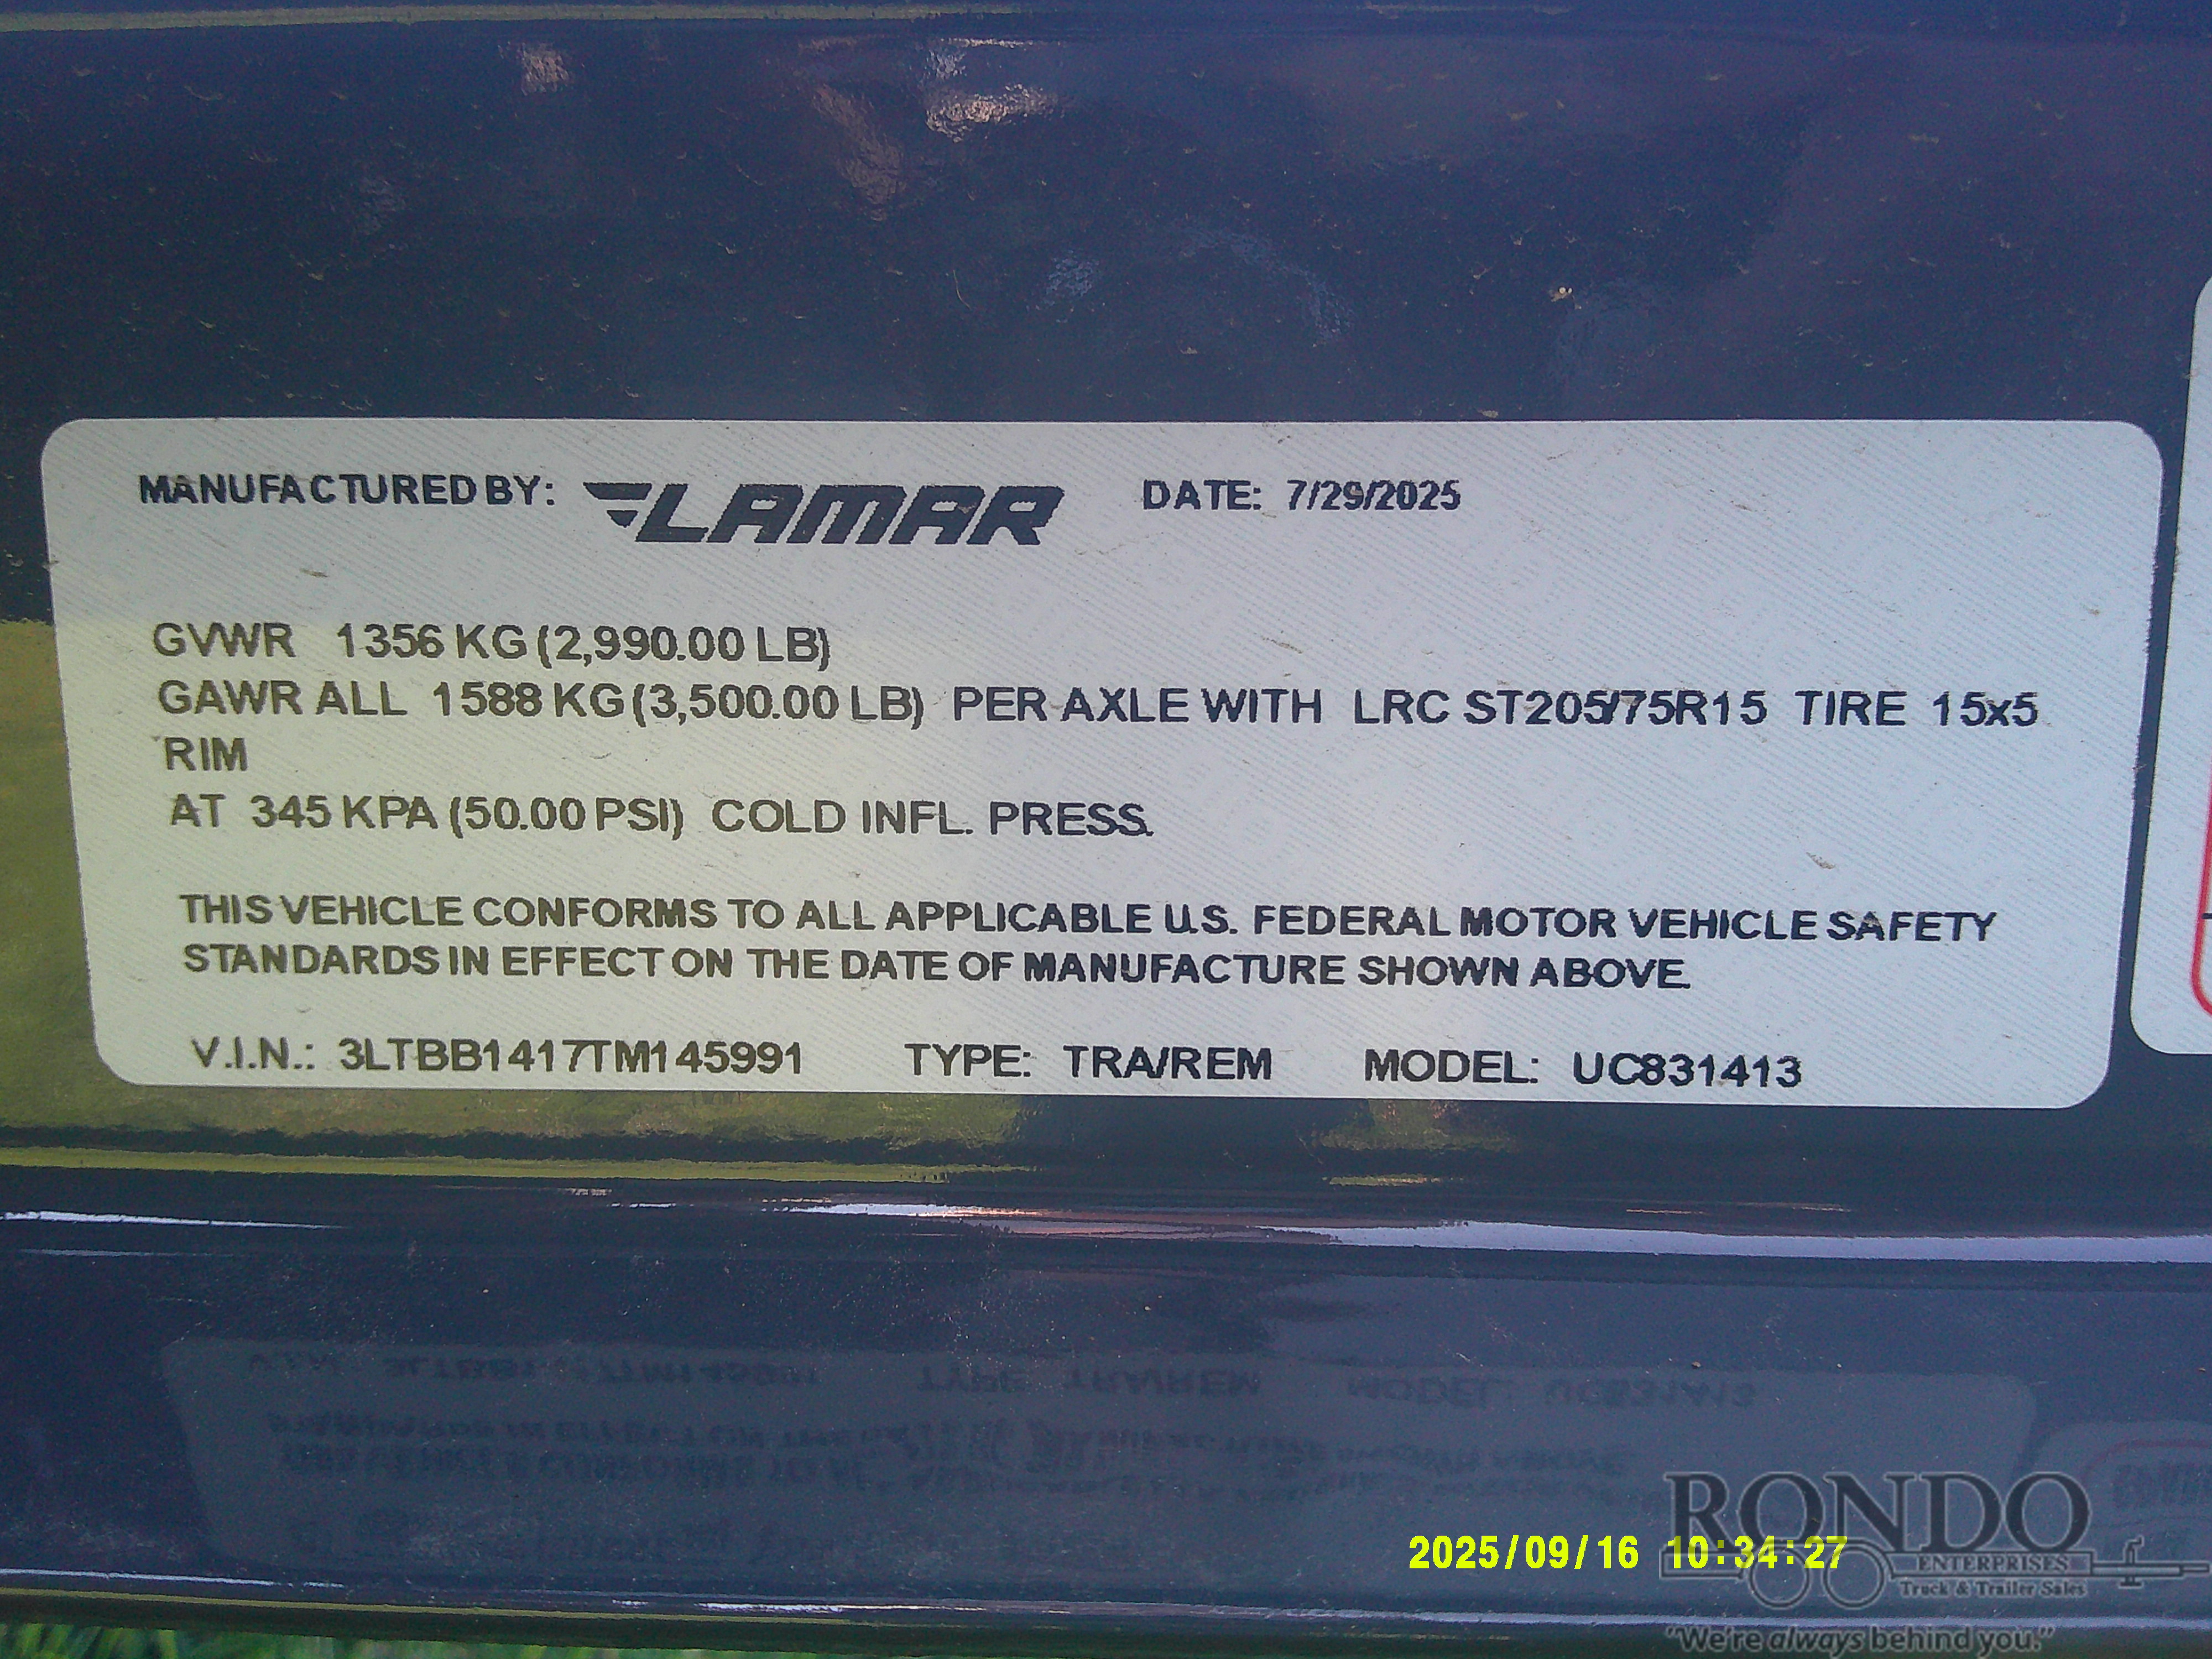 MANUFACTURED BY: LAMAR DATE: 7/29/2025
GVWR 1356 KG (2,990.00 LB)
GAWR ALL 1588 KG (3,500.00 LB) PER AXLE WITH LRC ST205/75R15 TIRE 15x5
RIM
AT 345 KPA (50.00 PSI) COLD INFL. PRESS.
THIS VEHICLE CONFORMS TO ALL APPLICABLE U.S. FEDERAL MOTOR VEHICLE SAFETY
STANDARDS IN EFFECT ON THE DATE OF MANUFACTURE SHOWN ABOVE.
V.I.N.: 3LTBB1417TM145991 TYPE: TRA/REM MODEL: UC831413
2025/09/16 10:34:27
RONDO
ENTERPRISES
Truck & Trailer Sales
"We're always behind you."